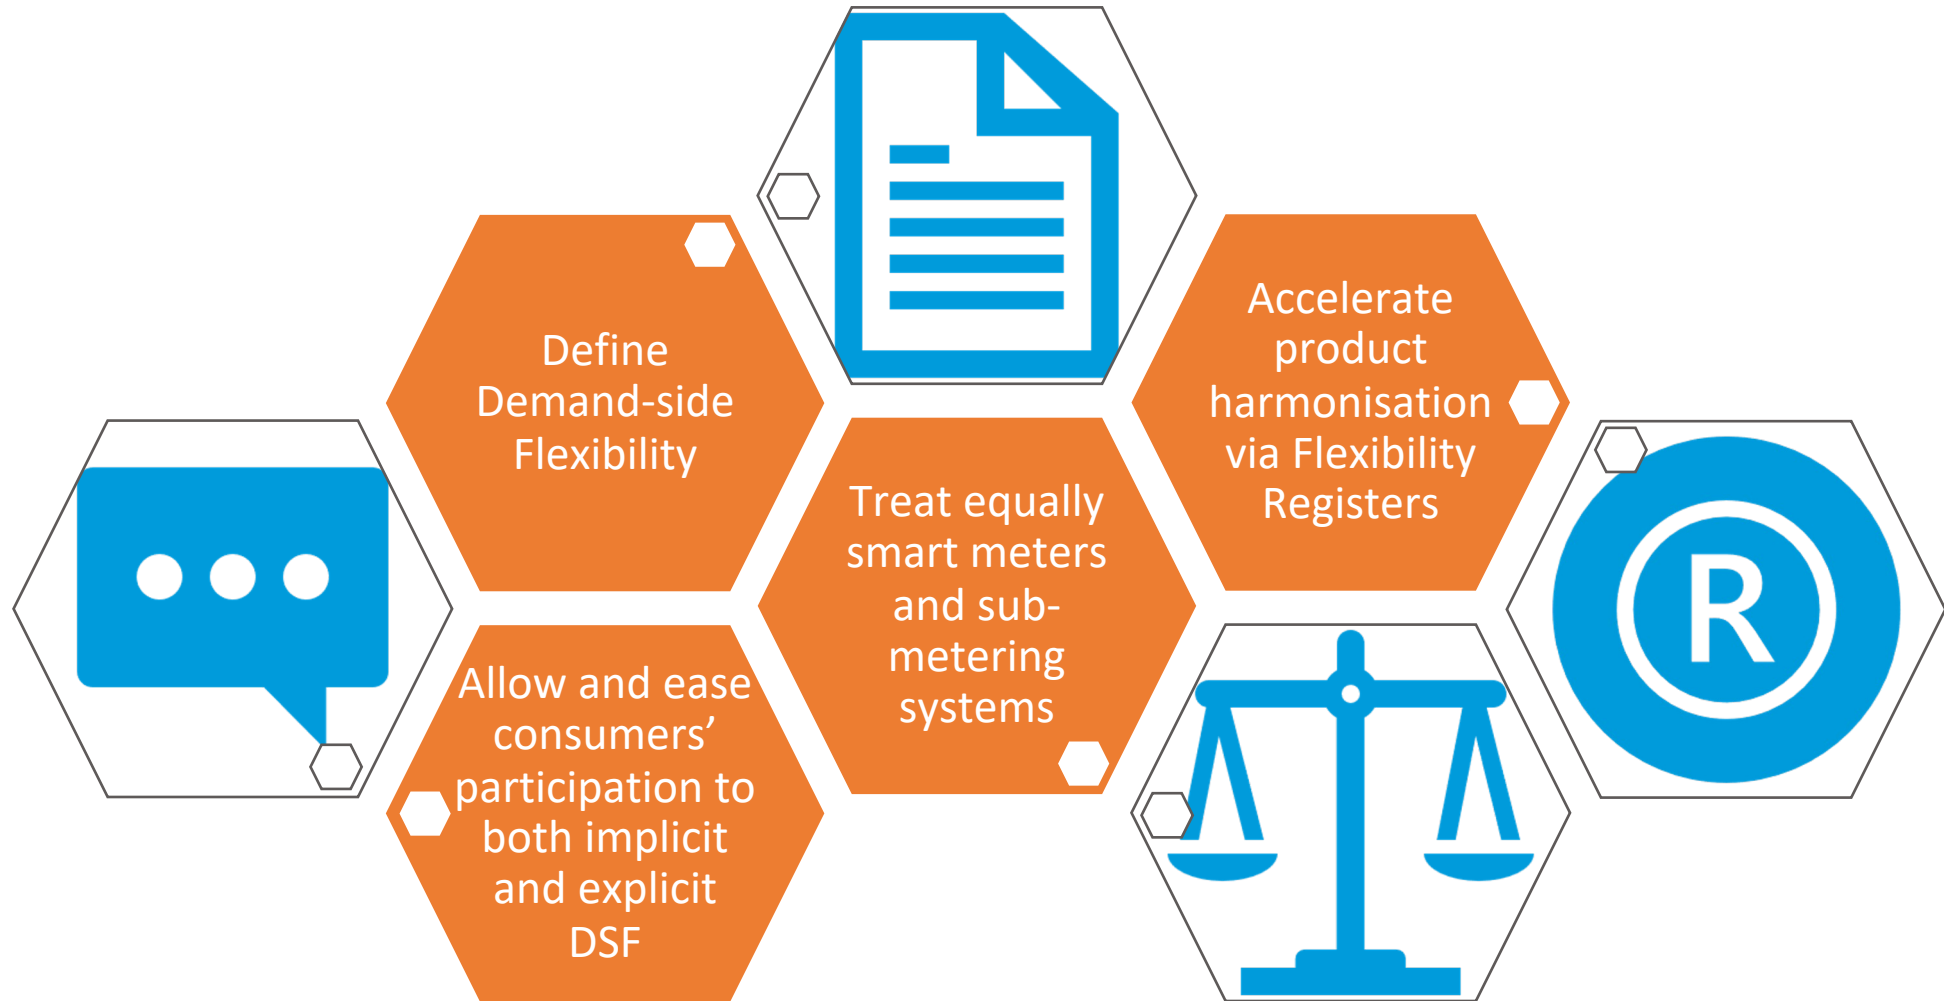 Define
Demand-side
Flexibility
Allow and ease
consumers’
participation to
both implicit
and explicit
DSF
Treat equally
smart meters
and sub-
metering
systems
Accelerate
product
harmonisation
via Flexibility
Registers
R